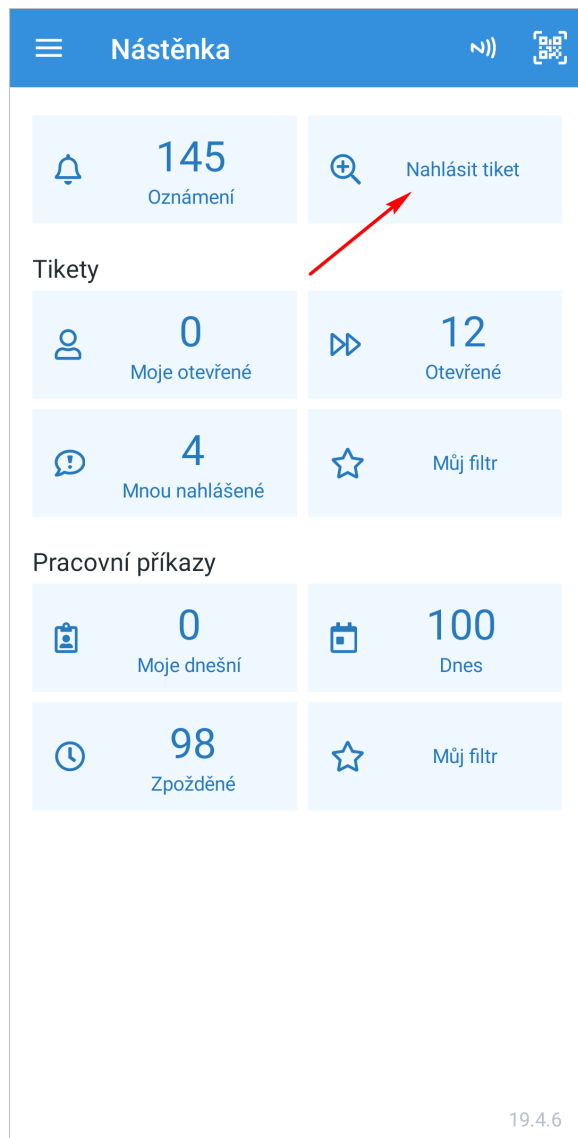 Nástěnka
145
Oznámení
Nahlásit tiket
Tikety
0
Moje otevřené
12
Otevřené
4
Mnou nahlášené
Můj filtr
Pracovní příkazy
0
Moje dnešní
100
Dnes
98
Zpožděné
Můj filtr
19.4.6